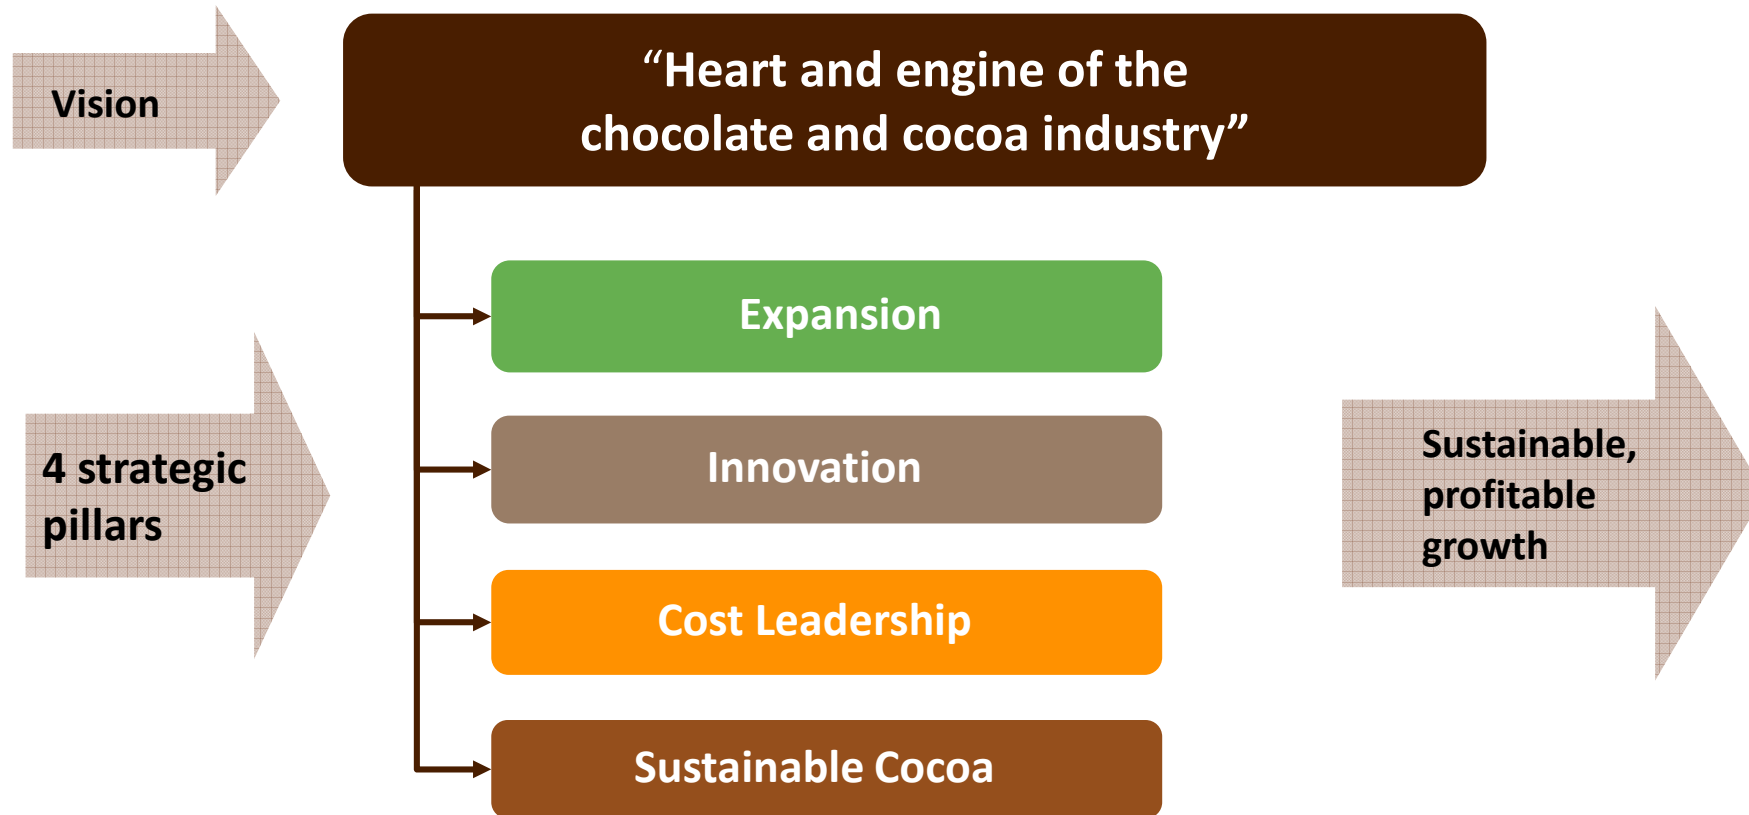 Vision
“Heart and engine of the
chocolate and cocoa industry”
4 strategic
pillars
Expansion
Innovation
Cost Leadership
Sustainable Cocoa
Sustainable,
profitable
growth